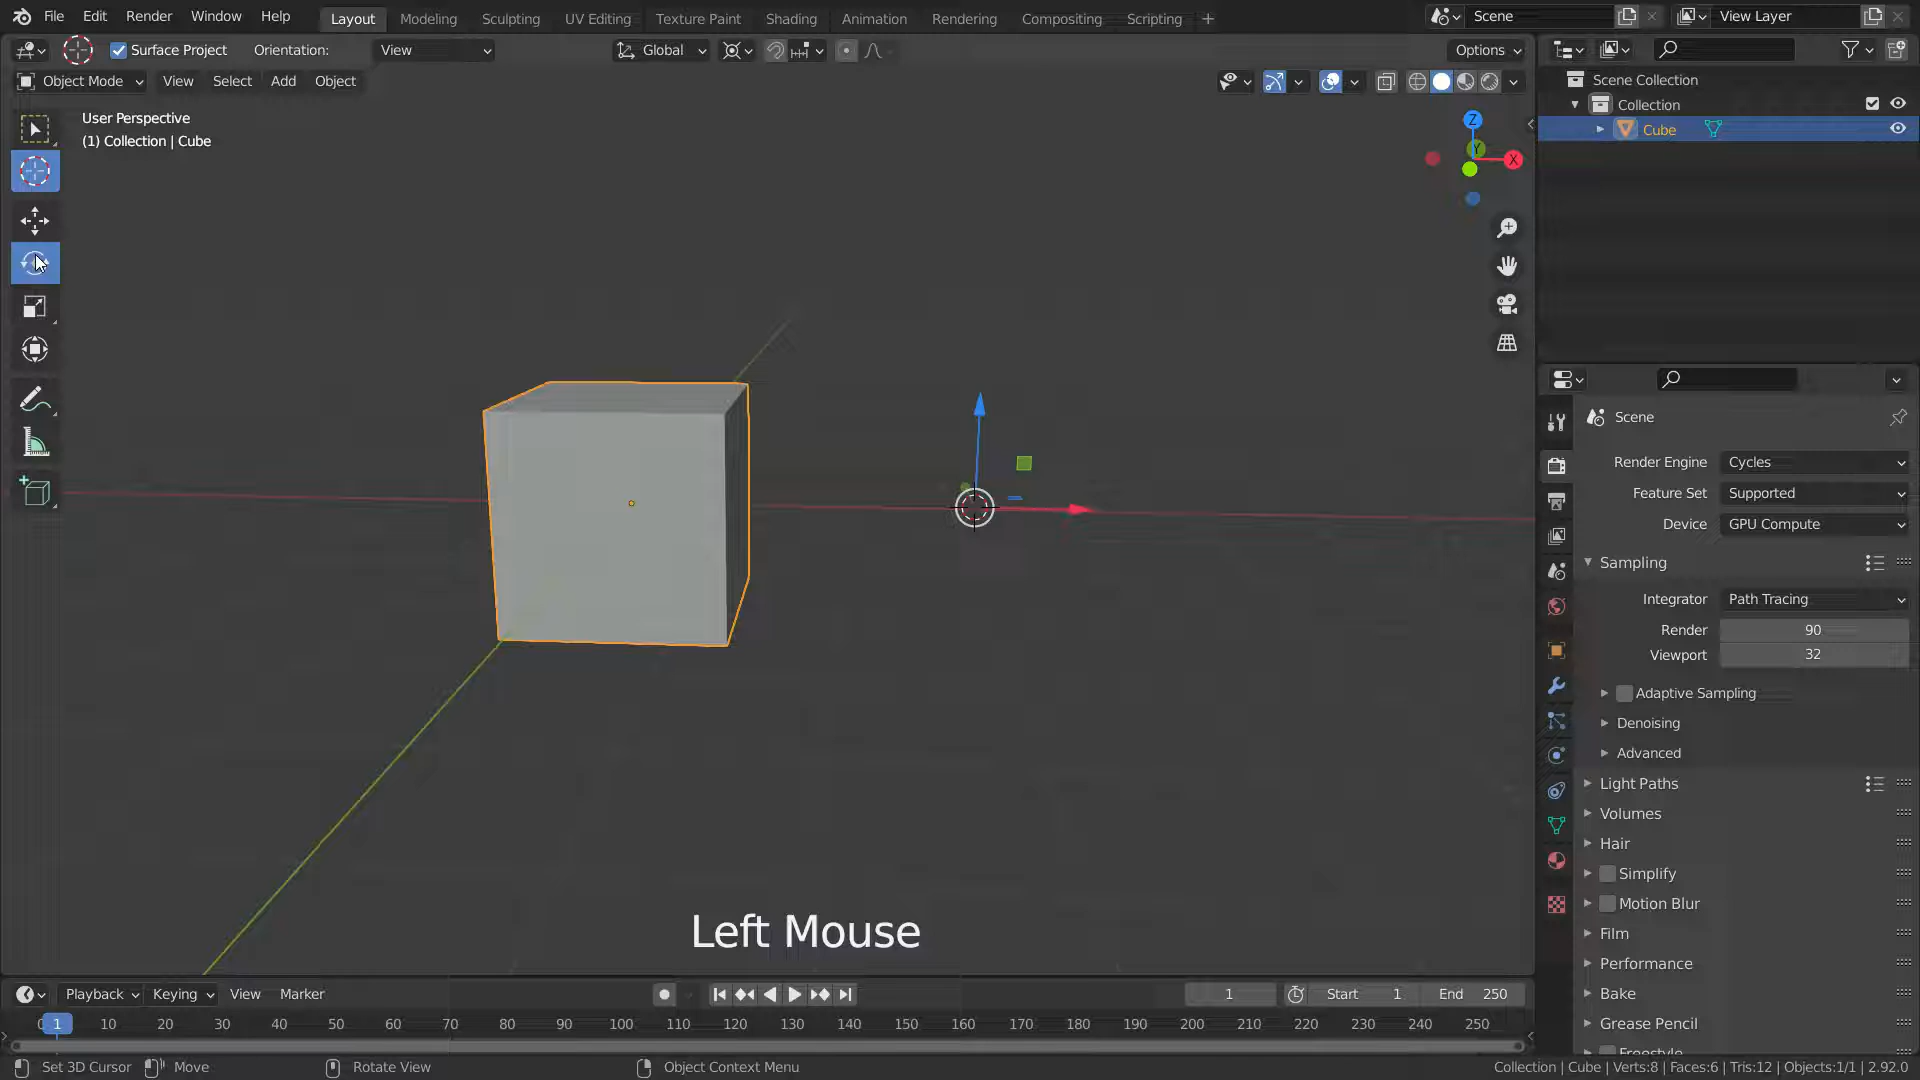 File Edit Render Window Help Layout Modeling Sculpting UV Editing Texture Paint Shading Animation Rendering Compositing Scripting + Scene View Layer
Surface Project Orientation: View Global Options
Object Mode View Select Add Object
Scene Collection
Collection
Cube
User Perspective
(1) Collection | Cube
Z
Y
X
Scene
Render Engine Cycles
Feature Set Supported
Device GPU Compute
Sampling
Integrator Path Tracing
Render 90
Viewport 32
Adaptive Sampling
Denoising
Advanced
Light Paths
Volumes
Hair
Simplify
Motion Blur
Film
Performance
Bake
Grease Pencil
Freestyle
Left Mouse
Playback Keying View Marker 1 Start 1 End 250
0 1 10 20 30 40 50 60 70 80 90 100 110 120 130 140 150 160 170 180 190 200 210 220 230 240 250
Set 3D Cursor Move Rotate View Object Context Menu Collection | Cube | Verts:8 | Faces:6 | Tris:12 | Objects:1/1 | 2.92.0